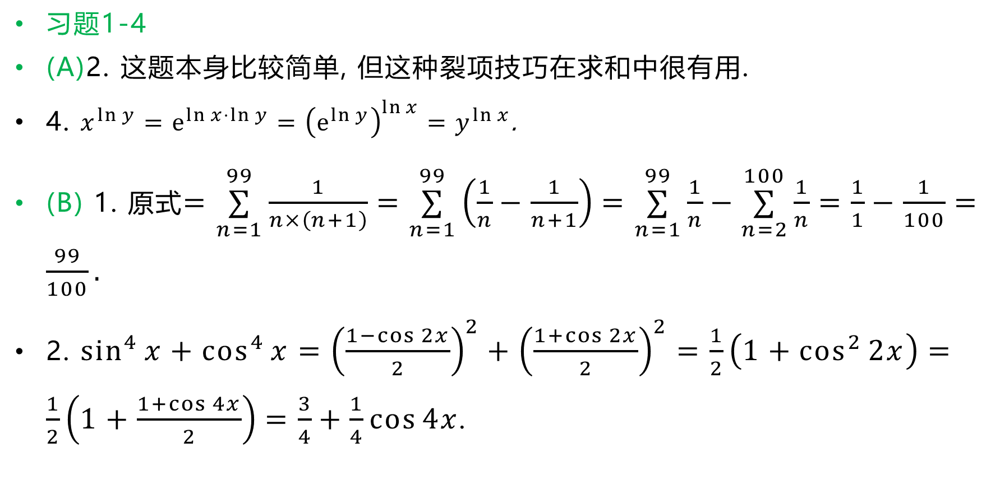 • 习题1-4
• (A)2. 这题本身比较简单, 但这种裂项技巧在求和中很有用.
• 4. $x^{\ln y} = \mathrm{e}^{\ln x \cdot \ln y} = \left(\mathrm{e}^{\ln y}\right)^{\ln x} = y^{\ln x}.$
• (B) 1. 原式$= \sum_{n=1}^{99} \frac{1}{n\times(n+1)} = \sum_{n=1}^{99} \left(\frac{1}{n} - \frac{1}{n+1}\right) = \sum_{n=1}^{99} \frac{1}{n} - \sum_{n=2}^{100} \frac{1}{n} = \frac{1}{1} - \frac{1}{100} =$
$\frac{99}{100}.$
• 2. $\sin^4 x + \cos^4 x = \left(\frac{1-\cos 2x}{2}\right)^2 + \left(\frac{1+\cos 2x}{2}\right)^2 = \frac{1}{2}\left(1 + \cos^2 2x\right) =$
$\frac{1}{2}\left(1 + \frac{1+\cos 4x}{2}\right) = \frac{3}{4} + \frac{1}{4}\cos 4x.$